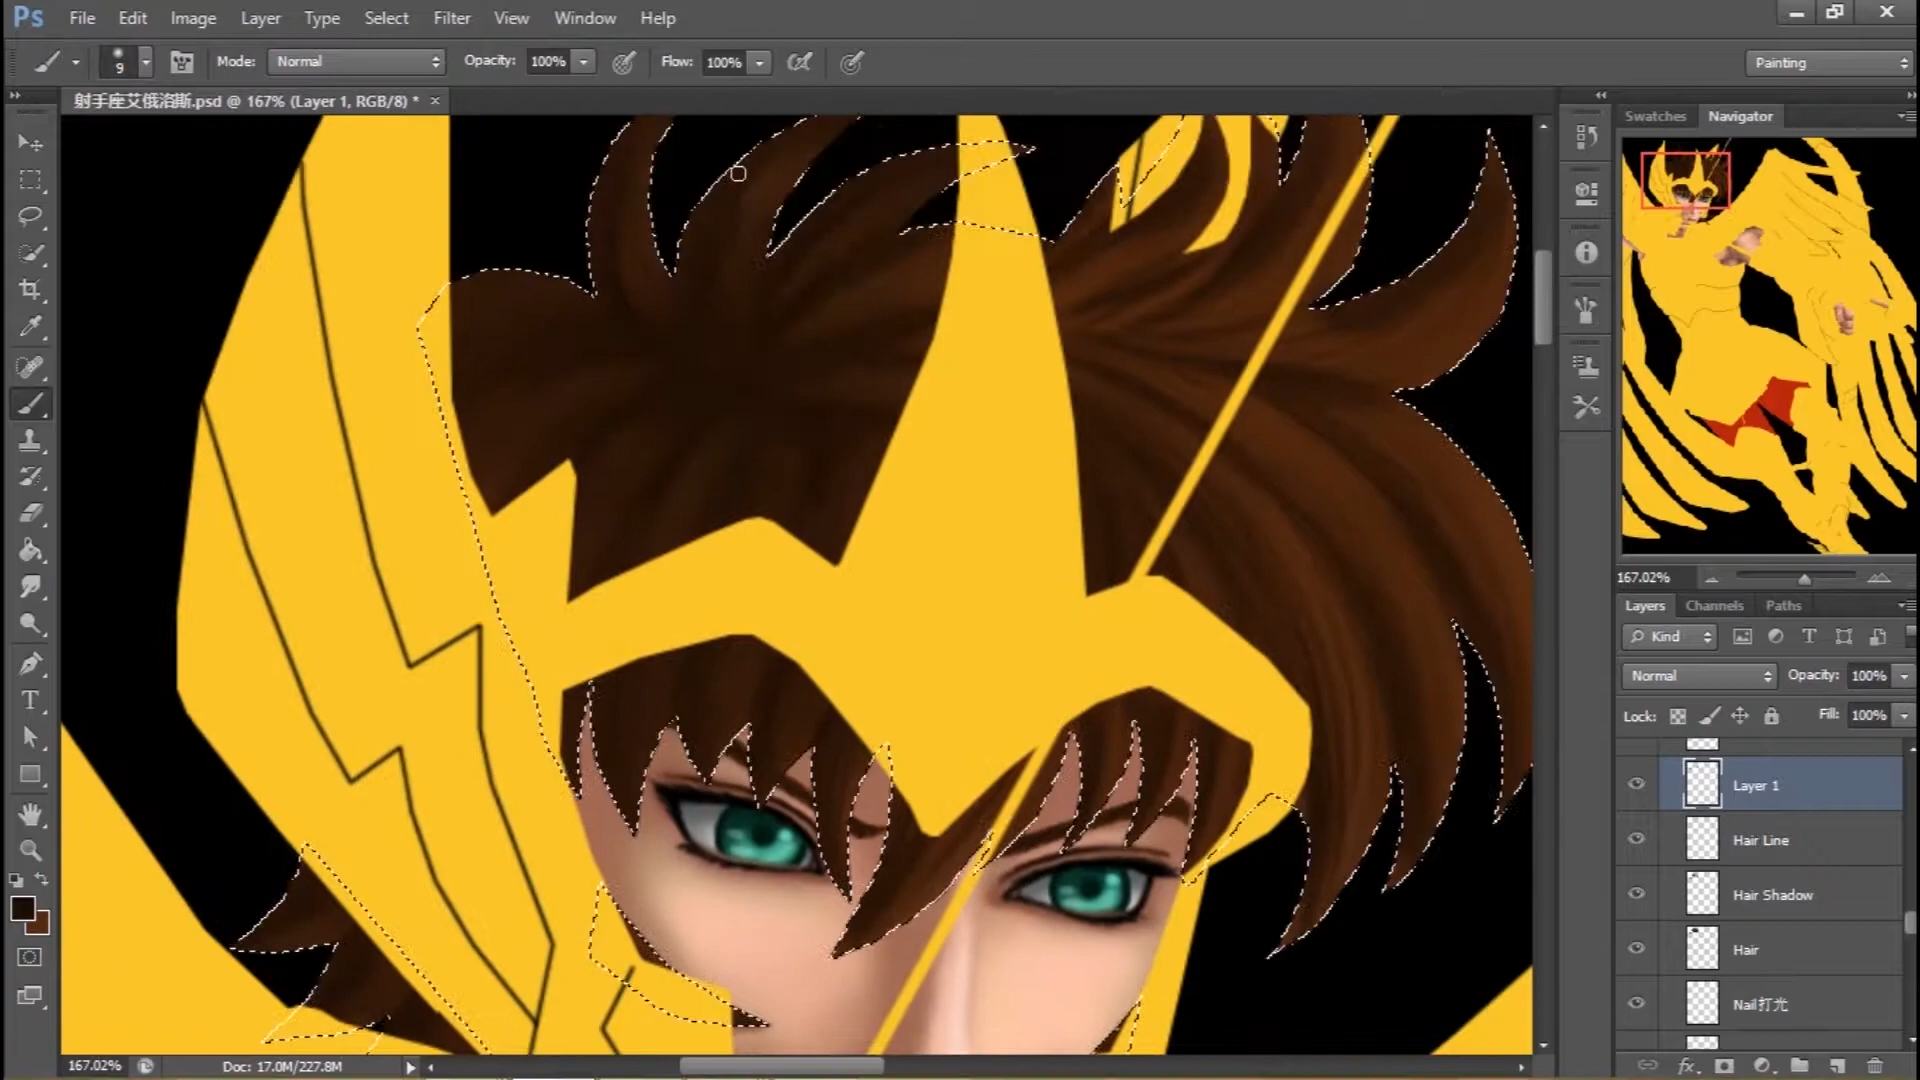 Ps File Edit Image Layer Type Select Filter View Window Help
9 Mode: Normal Opacity: 100% Flow: 100% Painting
射手座艾俄洛斯.psd @ 167% (Layer 1, RGB/8) *
Swatches Navigator
167.02%
Layers Channels Paths
Kind
Normal Opacity: 100%
Lock: Fill: 100%
Layer 1
Hair Line
Hair Shadow
Hair
Nail打光
fx
167.02% Doc: 17.0M/227.8M